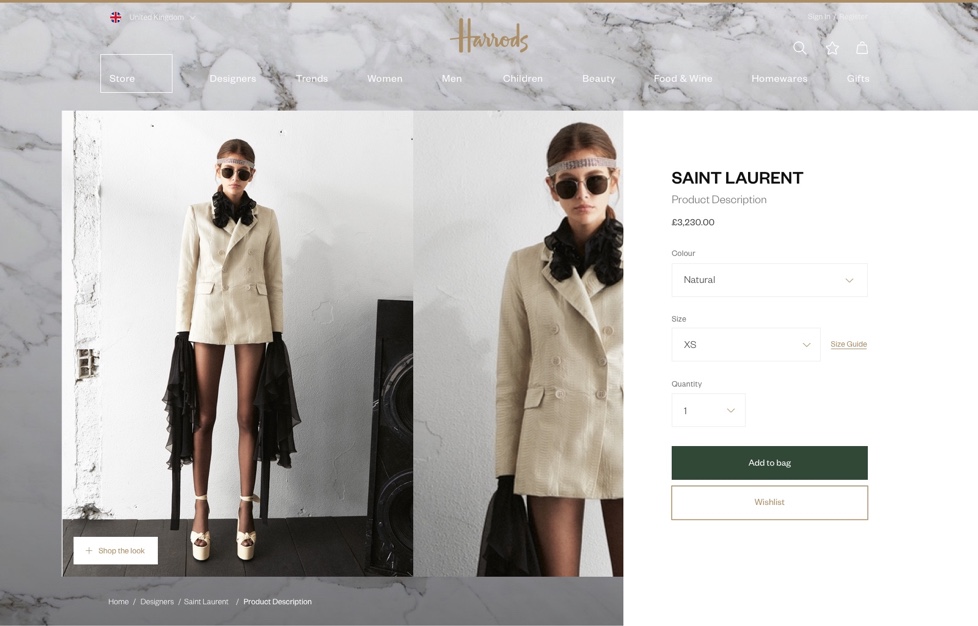 United Kingdom
Sign in / Register
Harrods
Store
Designers
Trends
Women
Men
Children
Beauty
Food & Wine
Homewares
Gifts
SAINT LAURENT
Product Description
£3,230.00
Colour
Natural
Size
XS
Size Guide
Quantity
1
Add to bag
Wishlist
+ Shop the look
Home / Designers / Saint Laurent / Product Description